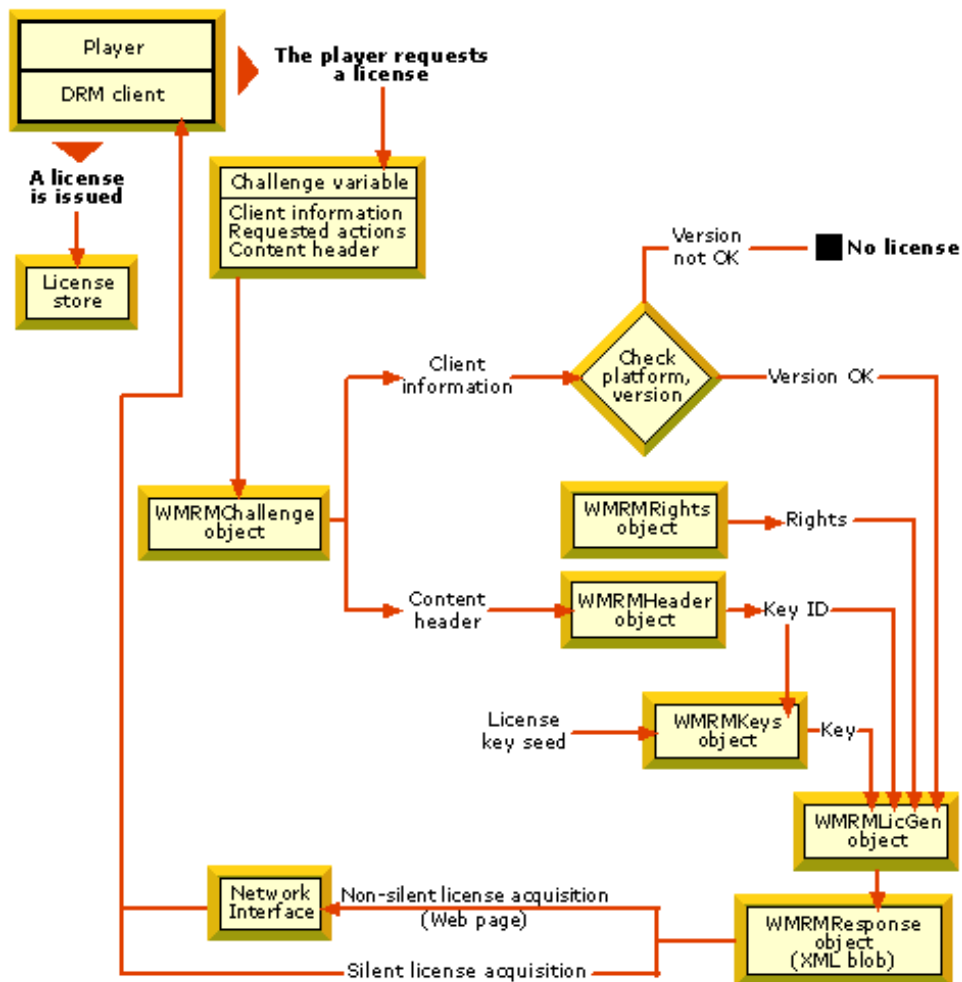 Player
DRM client
The player requests
a license
A license
is issued
License
store
Challenge variable
Client information
Requested actions
Content header
Version
not OK
No license
Client
information
Check
platform,
version
Version OK
WMRMChallenge
object
WMRMRights
object
Rights
Content
header
WMRMHeader
object
Key ID
License
key seed
WMRMKeys
object
Key
WMRMLicGen
object
Network
Interface
Non-silent license acquisition
(Web page)
WMRMResponse
object
(XML blob)
Silent license acquisition